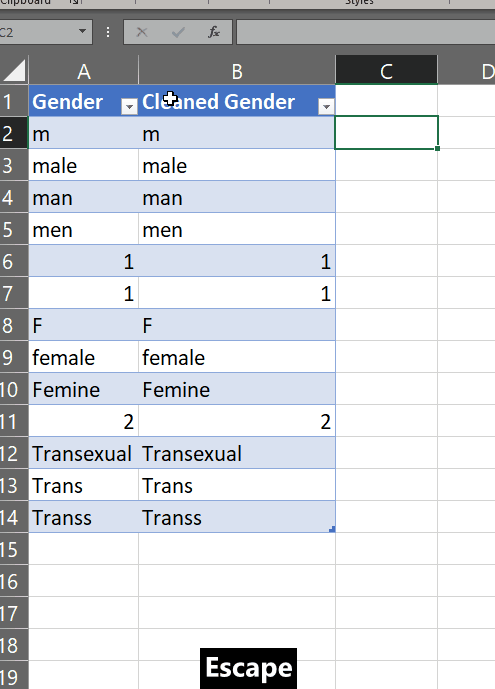 Clipboard Styles
C2 fx
A B C D
1 Gender Cleaned Gender
2 m m
3 male male
4 man man
5 men men
6 1 1
7 1 1
8 F F
9 female female
10 Femine Femine
11 2 2
12 Transexual Transexual
13 Trans Trans
14 Transs Transs
15
16
17
18
Escape
19